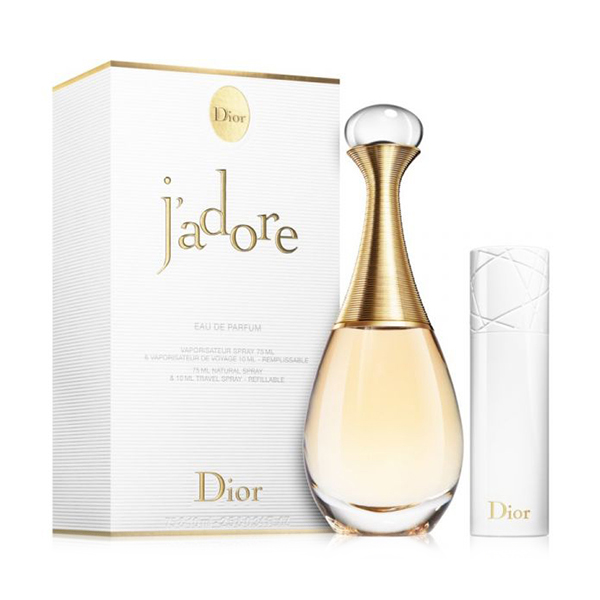 Dior
j'adore
EAU DE PARFUM
VAPORISATEUR SPRAY 75 ML
& VAPORISATEUR DE VOYAGE 10 ML - REMPLISSABLE
75 ML NATURAL SPRAY
& 10 ML TRAVEL SPRAY - REFILLABLE
Dior
Dior